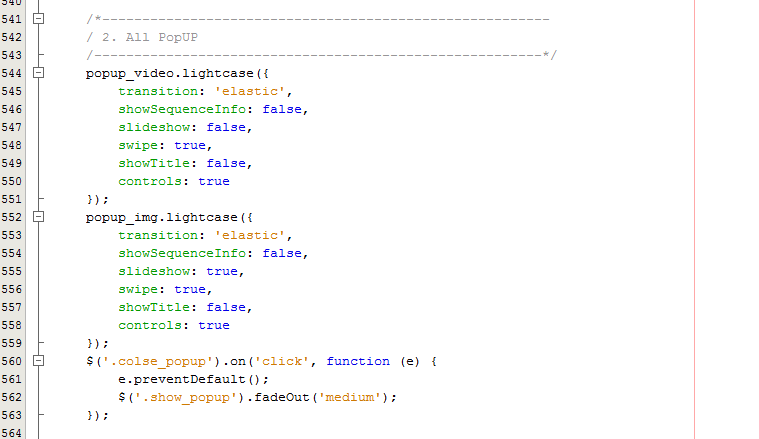 540
541 /*--------------------------------------------------------
542 / 2. All PopUP
543 /--------------------------------------------------------*/
544 popup_video.lightcase({
545 transition: 'elastic',
546 showSequenceInfo: false,
547 slideshow: false,
548 swipe: true,
549 showTitle: false,
550 controls: true
551 });
552 popup_img.lightcase({
553 transition: 'elastic',
554 showSequenceInfo: false,
555 slideshow: true,
556 swipe: true,
557 showTitle: false,
558 controls: true
559 });
560 $('.colse_popup').on('click', function (e) {
561 e.preventDefault();
562 $('.show_popup').fadeOut('medium');
563 });
564